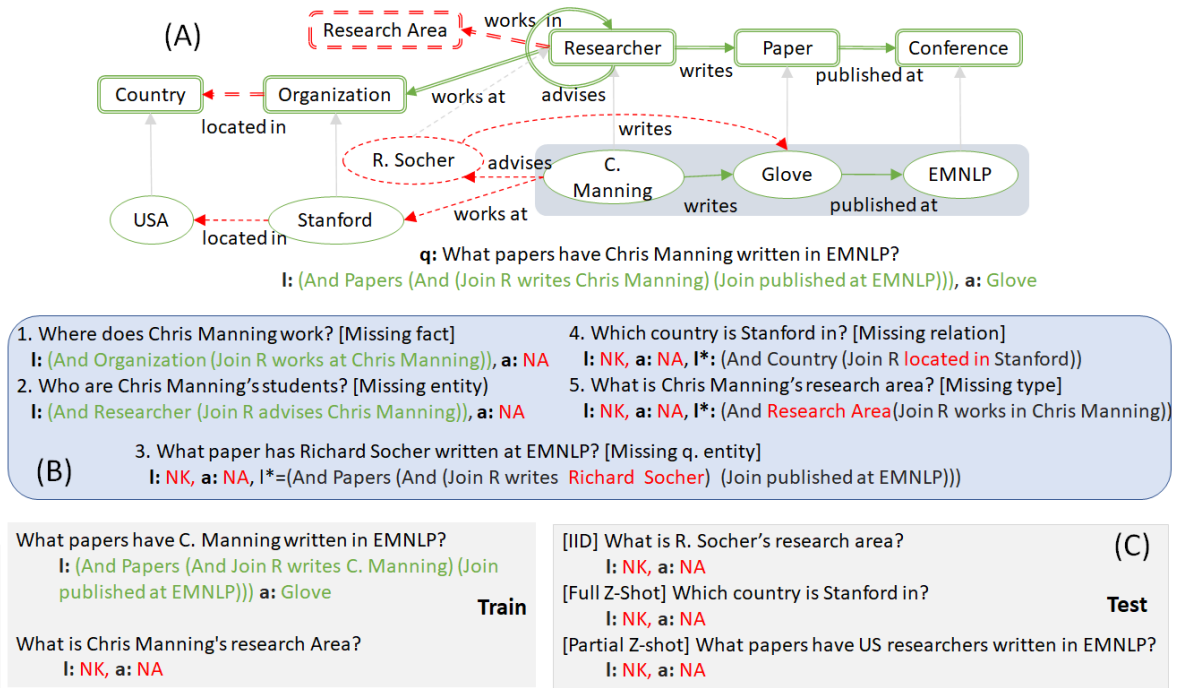 (A)
Research Area
works in
Researcher
writes
Paper
published at
Conference
Country
located in
Organization
works at
advises
R. Socher
advises
writes
C.
Manning
writes
Glove
published at
EMNLP
works at
USA
located in
Stanford
q: What papers have Chris Manning written in EMNLP?
l: (And Papers (And (Join R writes Chris Manning) (Join published at EMNLP))), a: Glove
1. Where does Chris Manning work? [Missing fact]
l: (And Organization (Join R works at Chris Manning)), a: NA
2. Who are Chris Manning’s students? [Missing entity)
l: (And Researcher (Join R advises Chris Manning)), a: NA
4. Which country is Stanford in? [Missing relation]
l: NK, a: NA, l*: (And Country (Join R located in Stanford))
5. What is Chris Manning’s research area? [Missing type]
l: NK, a: NA, l*: (And Research Area(Join R works in Chris Manning))
3. What paper has Richard Socher written at EMNLP? [Missing q. entity]
l: NK, a: NA, l*=(And Papers (And (Join R writes Richard Socher) (Join published at EMNLP)))
(B)
What papers have C. Manning written in EMNLP?
l: (And Papers (And Join R writes C. Manning) (Join
published at EMNLP))) a: Glove
Train
What is Chris Manning's research Area?
l: NK, a: NA
(C)
[IID] What is R. Socher’s research area?
l: NK, a: NA
[Full Z-Shot] Which country is Stanford in?
l: NK, a: NA
Test
[Partial Z-shot] What papers have US researchers written in EMNLP?
l: NK, a: NA